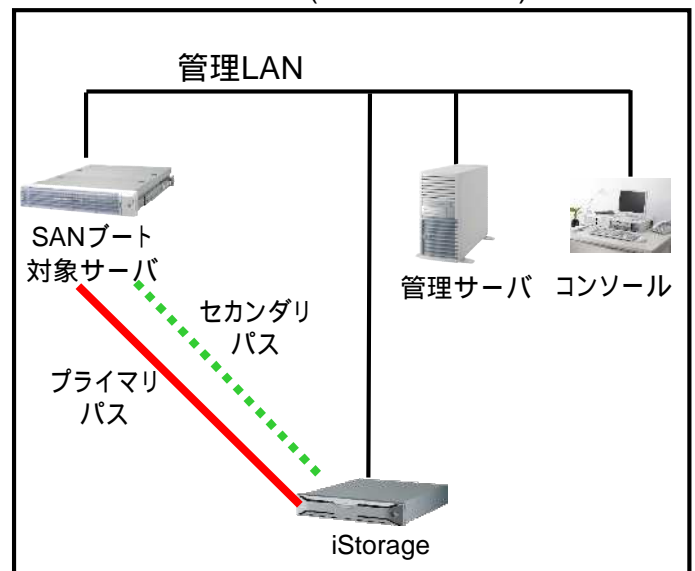 管理LAN
SANブート
対象サーバ
管理サーバ
コンソール
セカンダリ
パス
プライマリ
パス
iStorage